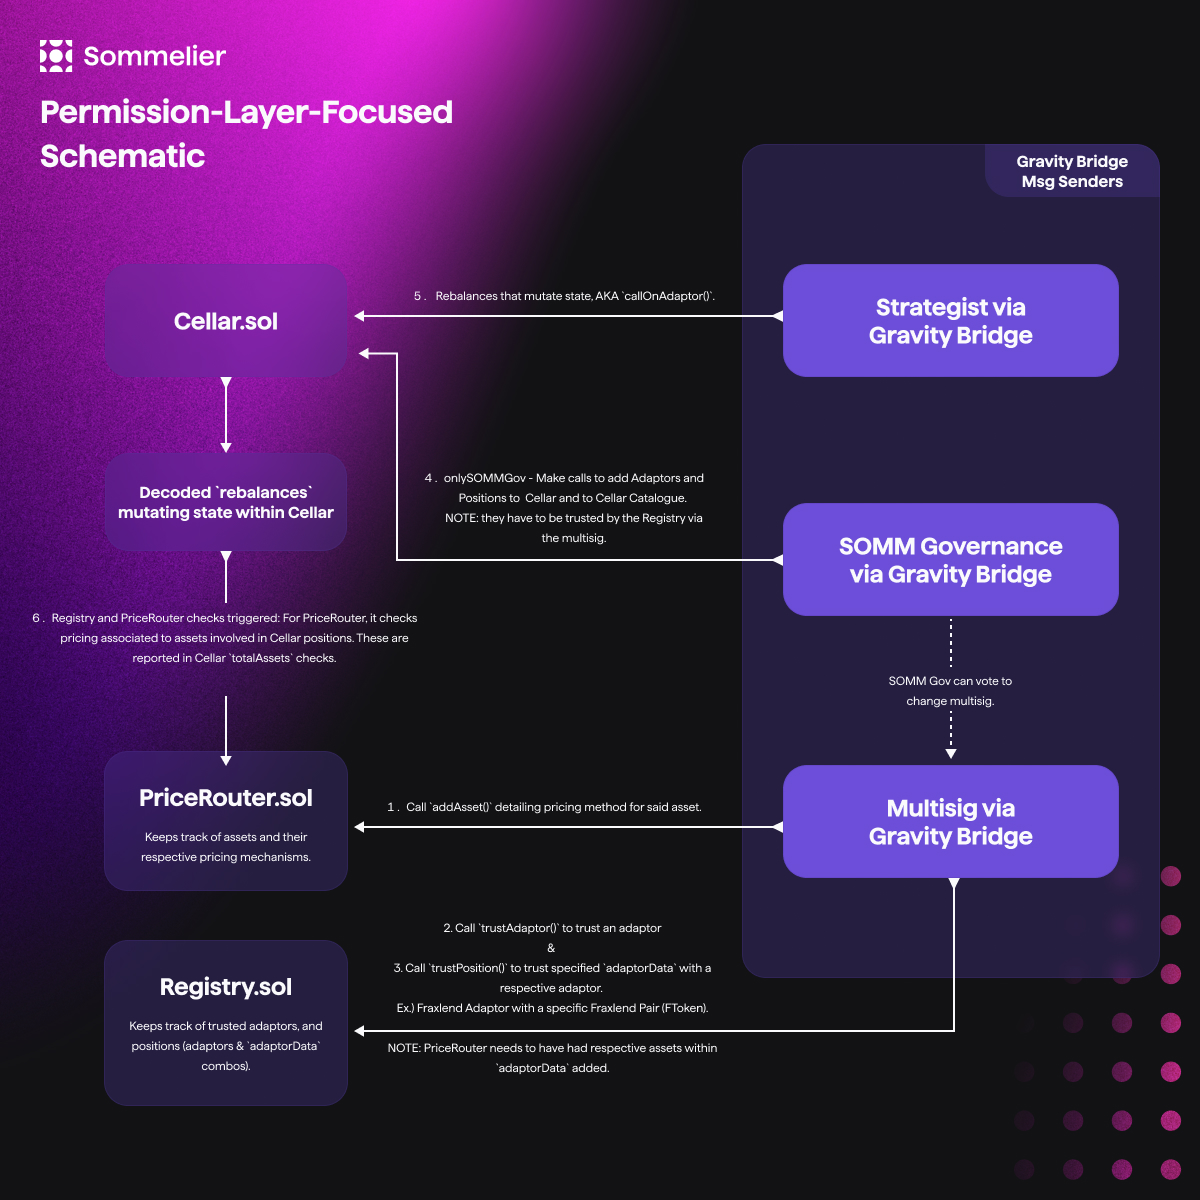 Sommelier
Permission-Layer-Focused
Schematic
Gravity Bridge
Msg Senders
Cellar.sol
5 . Rebalances that mutate state, AKA `callOnAdaptor()`.
Strategist via
Gravity Bridge
Decoded `rebalances`
mutating state within Cellar
4 . onlySOMMGov - Make calls to add Adaptors and
Positions to Cellar and to Cellar Catalogue.
NOTE: they have to be trusted by the Registry via
the multisig.
SOMM Governance
via Gravity Bridge
6 . Registry and PriceRouter checks triggered: For PriceRouter, it checks
pricing associated to assets involved in Cellar positions. These are
reported in Cellar `totalAssets` checks.
SOMM Gov can vote to
change multisig.
PriceRouter.sol
Keeps track of assets and their
respective pricing mechanisms.
1 . Call `addAsset()` detailing pricing method for said asset.
Multisig via
Gravity Bridge
2. Call `trustAdaptor()` to trust an adaptor
&
3. Call `trustPosition()` to trust specified `adaptorData` with a
respective adaptor.
Ex.) Fraxlend Adaptor with a specific Fraxlend Pair (FToken).
Registry.sol
Keeps track of trusted adaptors, and
positions (adaptors & `adaptorData`
combos).
NOTE: PriceRouter needs to have had respective assets within
`adaptorData` added.